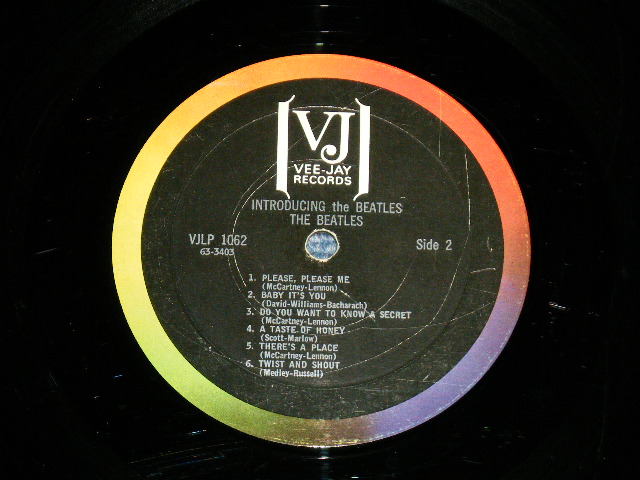 VJ
VEE-JAY
RECORDS
INTRODUCING the BEATLES
THE BEATLES
VJLP 1062
63-3403
Side 2
1. PLEASE, PLEASE ME
(McCartney-Lennon)
2. BABY IT'S YOU
(David-Williams-Bacharach)
3. DO YOU WANT TO KNOW A SECRET
(McCartney-Lennon)
4. A TASTE OF HONEY
(Scott-Marlow)
5. THERE'S A PLACE
(McCartney-Lennon)
6. TWIST AND SHOUT
(Medley-Russell)